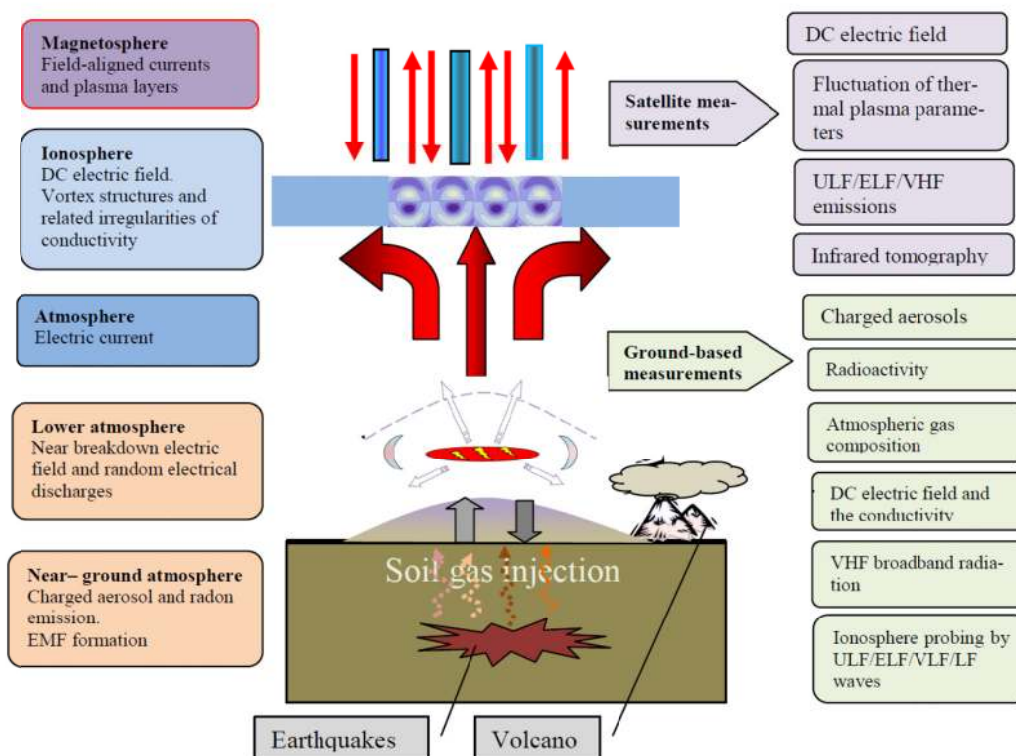 Magnetosphere
Field-aligned currents
and plasma layers
Ionosphere
DC electric field.
Vortex structures and
related irregularities of
conductivity
Atmosphere
Electric current
Lower atmosphere
Near breakdown electric
field and random electrical
discharges
Near– ground atmosphere
Charged aerosol and radon
emission.
EMF formation
Satellite mea-
surements
Ground-based
measurements
Soil gas injection
Earthquakes
Volcano
DC electric field
Fluctuation of ther-
mal plasma parame-
ters
ULF/ELF/VHF
emissions
Infrared tomography
Charged aerosols
Radioactivity
Atmospheric gas
composition
DC electric field and
the conductivity
VHF broadband radia-
tion
Ionosphere probing by
ULF/ELF/VLF/LF
waves